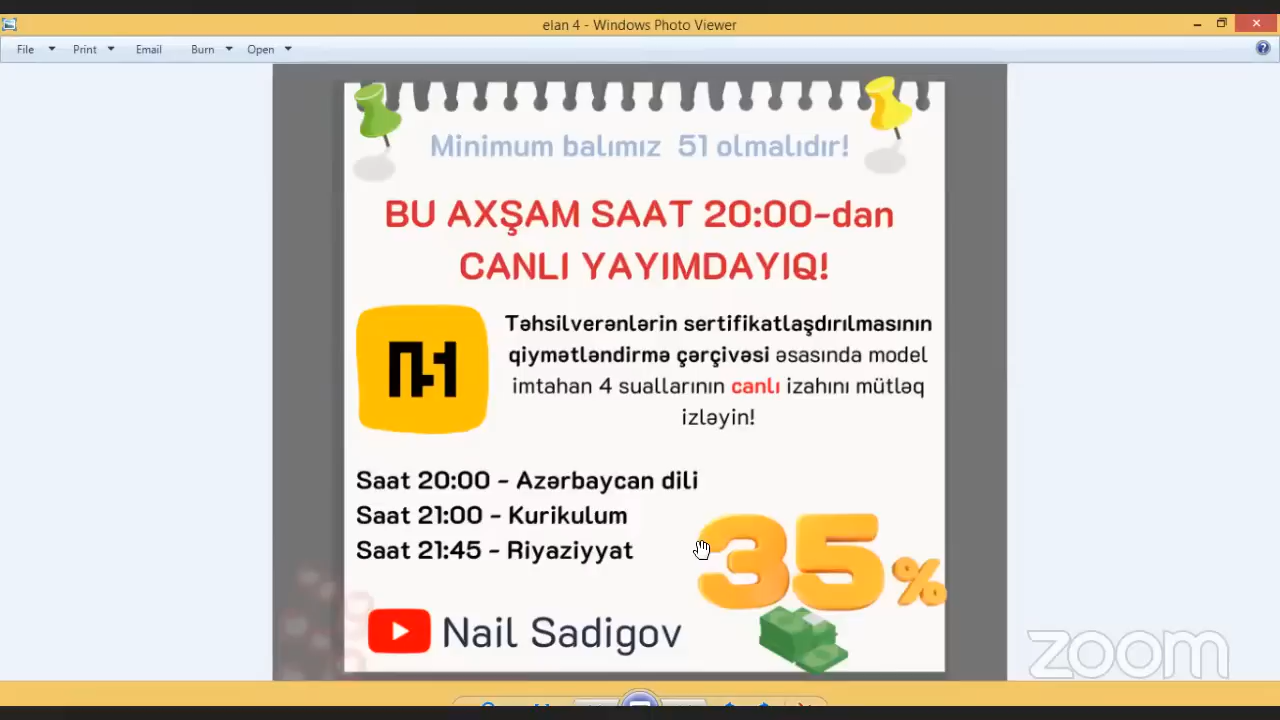 elan 4 - Windows Photo Viewer
File Print Email Burn Open
Minimum balımız 51 olmalıdır!
BU AXŞAM SAAT 20:00-dan
CANLI YAYIMDAYIQ!
Təhsilverənlərin sertifikatlaşdırılmasının
qiymətləndirmə çərçivəsi əsasında model
imtahan 4 suallarının canlı izahını mütləq
izləyin!
Saat 20:00 - Azərbaycan dili
Saat 21:00 - Kurikulum
Saat 21:45 - Riyaziyyat
35%
Nail Sadigov
zoom